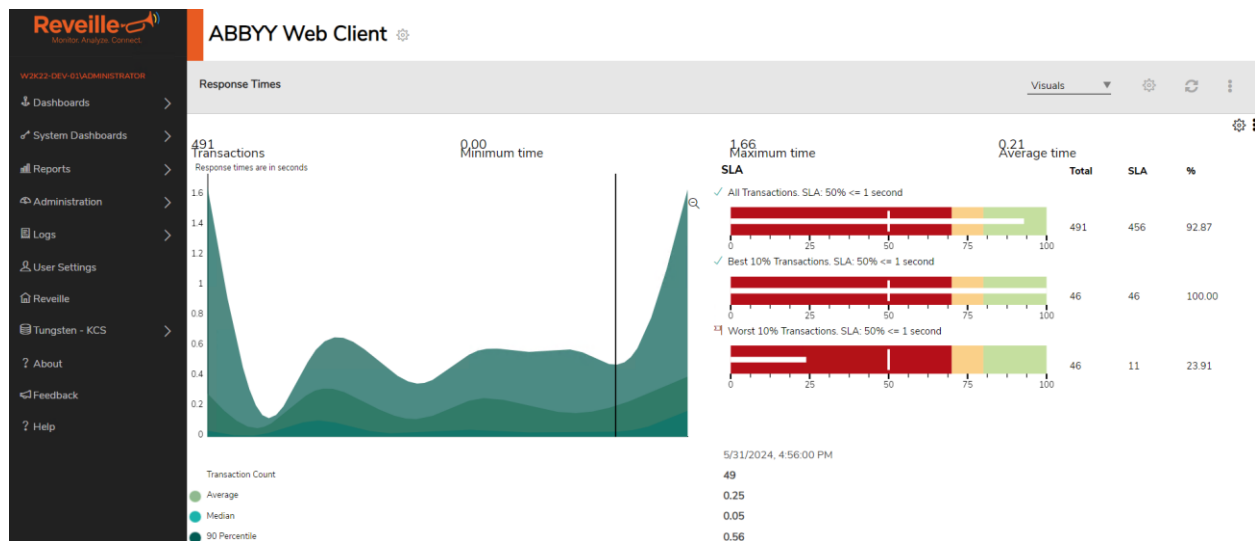 Reveille
Monitor. Analyze. Connect.
W2K22-DEV-01\ADMINISTRATOR
Dashboards
System Dashboards
Reports
Administration
Logs
User Settings
Reveille
Tungsten - KCS
? About
Feedback
? Help
ABBYY Web Client
Response Times
Visuals
491
Transactions
0.00
Minimum time
1.66
Maximum time
0.21
Average time
Response times are in seconds
1.6
1.4
1.2
1
0.8
0.6
0.4
0.2
0
SLA Total SLA %
All Transactions. SLA: 50% <= 1 second
0 25 50 75 100
491 456 92.87
Best 10% Transactions. SLA: 50% <= 1 second
0 25 50 75 100
46 46 100.00
Worst 10% Transactions. SLA: 50% <= 1 second
0 25 50 75 100
46 11 23.91
5/31/2024, 4:56:00 PM
Transaction Count 49
Average 0.25
Median 0.05
90 Percentile 0.56